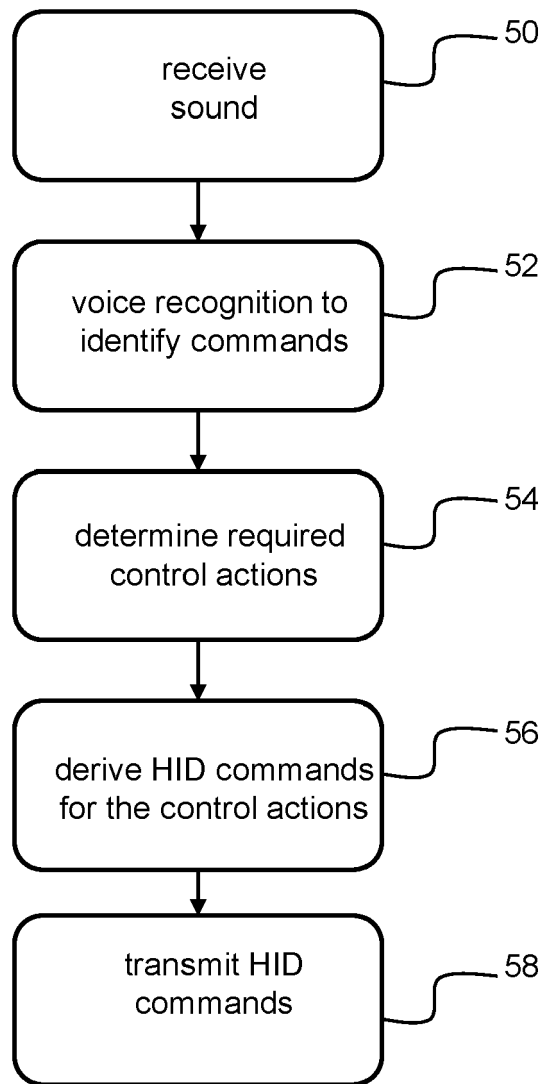 receive
sound
50
voice recognition to
identify commands
52
determine required
control actions
54
derive HID commands
for the control actions
56
transmit HID
commands
58